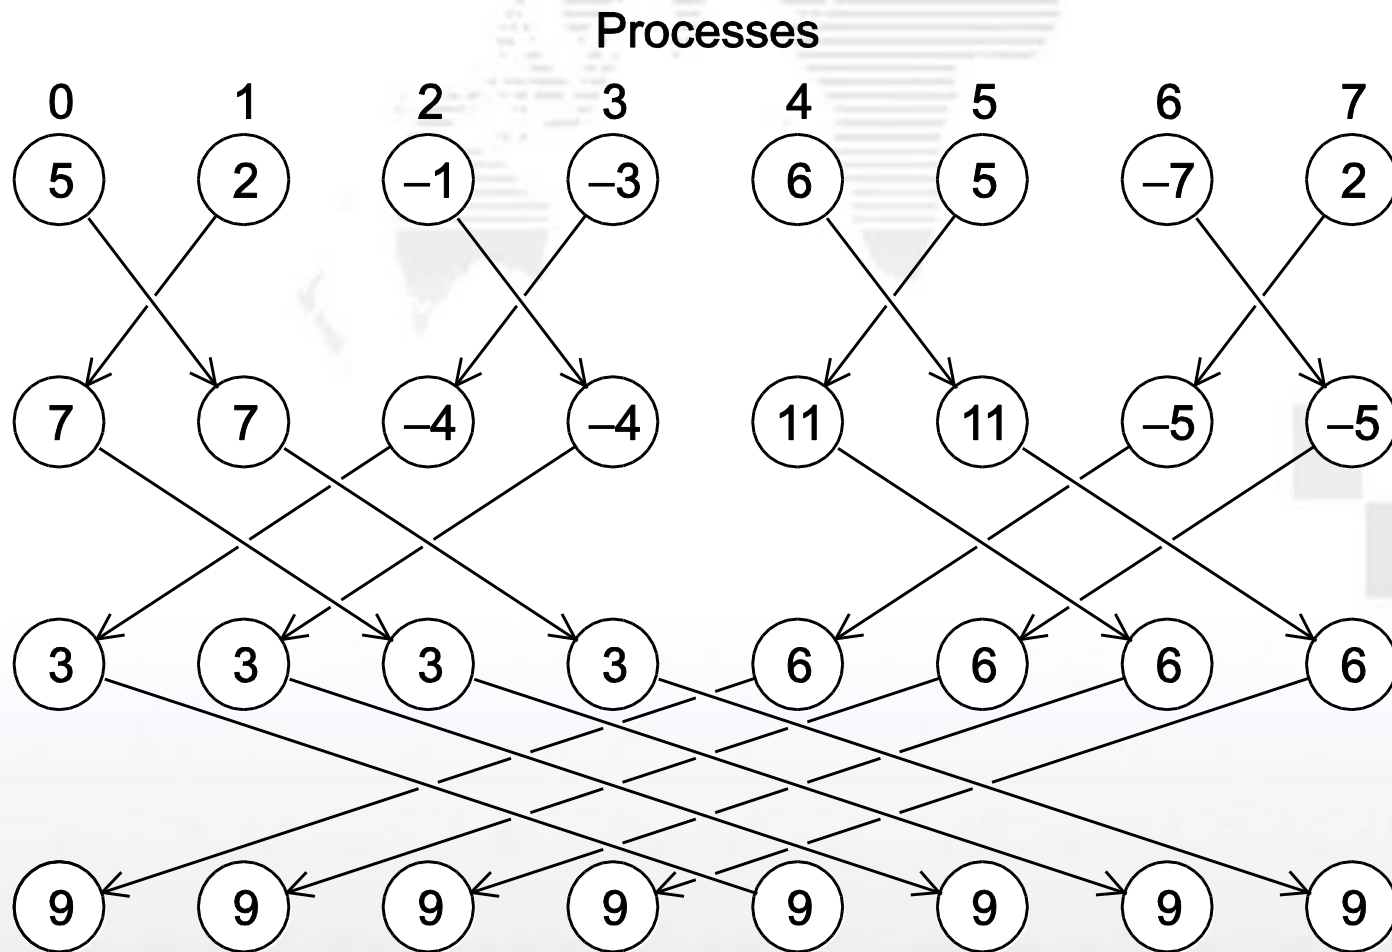 Processes
0 1 2 3 4 5 6 7
5 2 –1 –3 6 5 –7 2
7 7 –4 –4 11 11 –5 –5
3 3 3 3 6 6 6 6
9 9 9 9 9 9 9 9